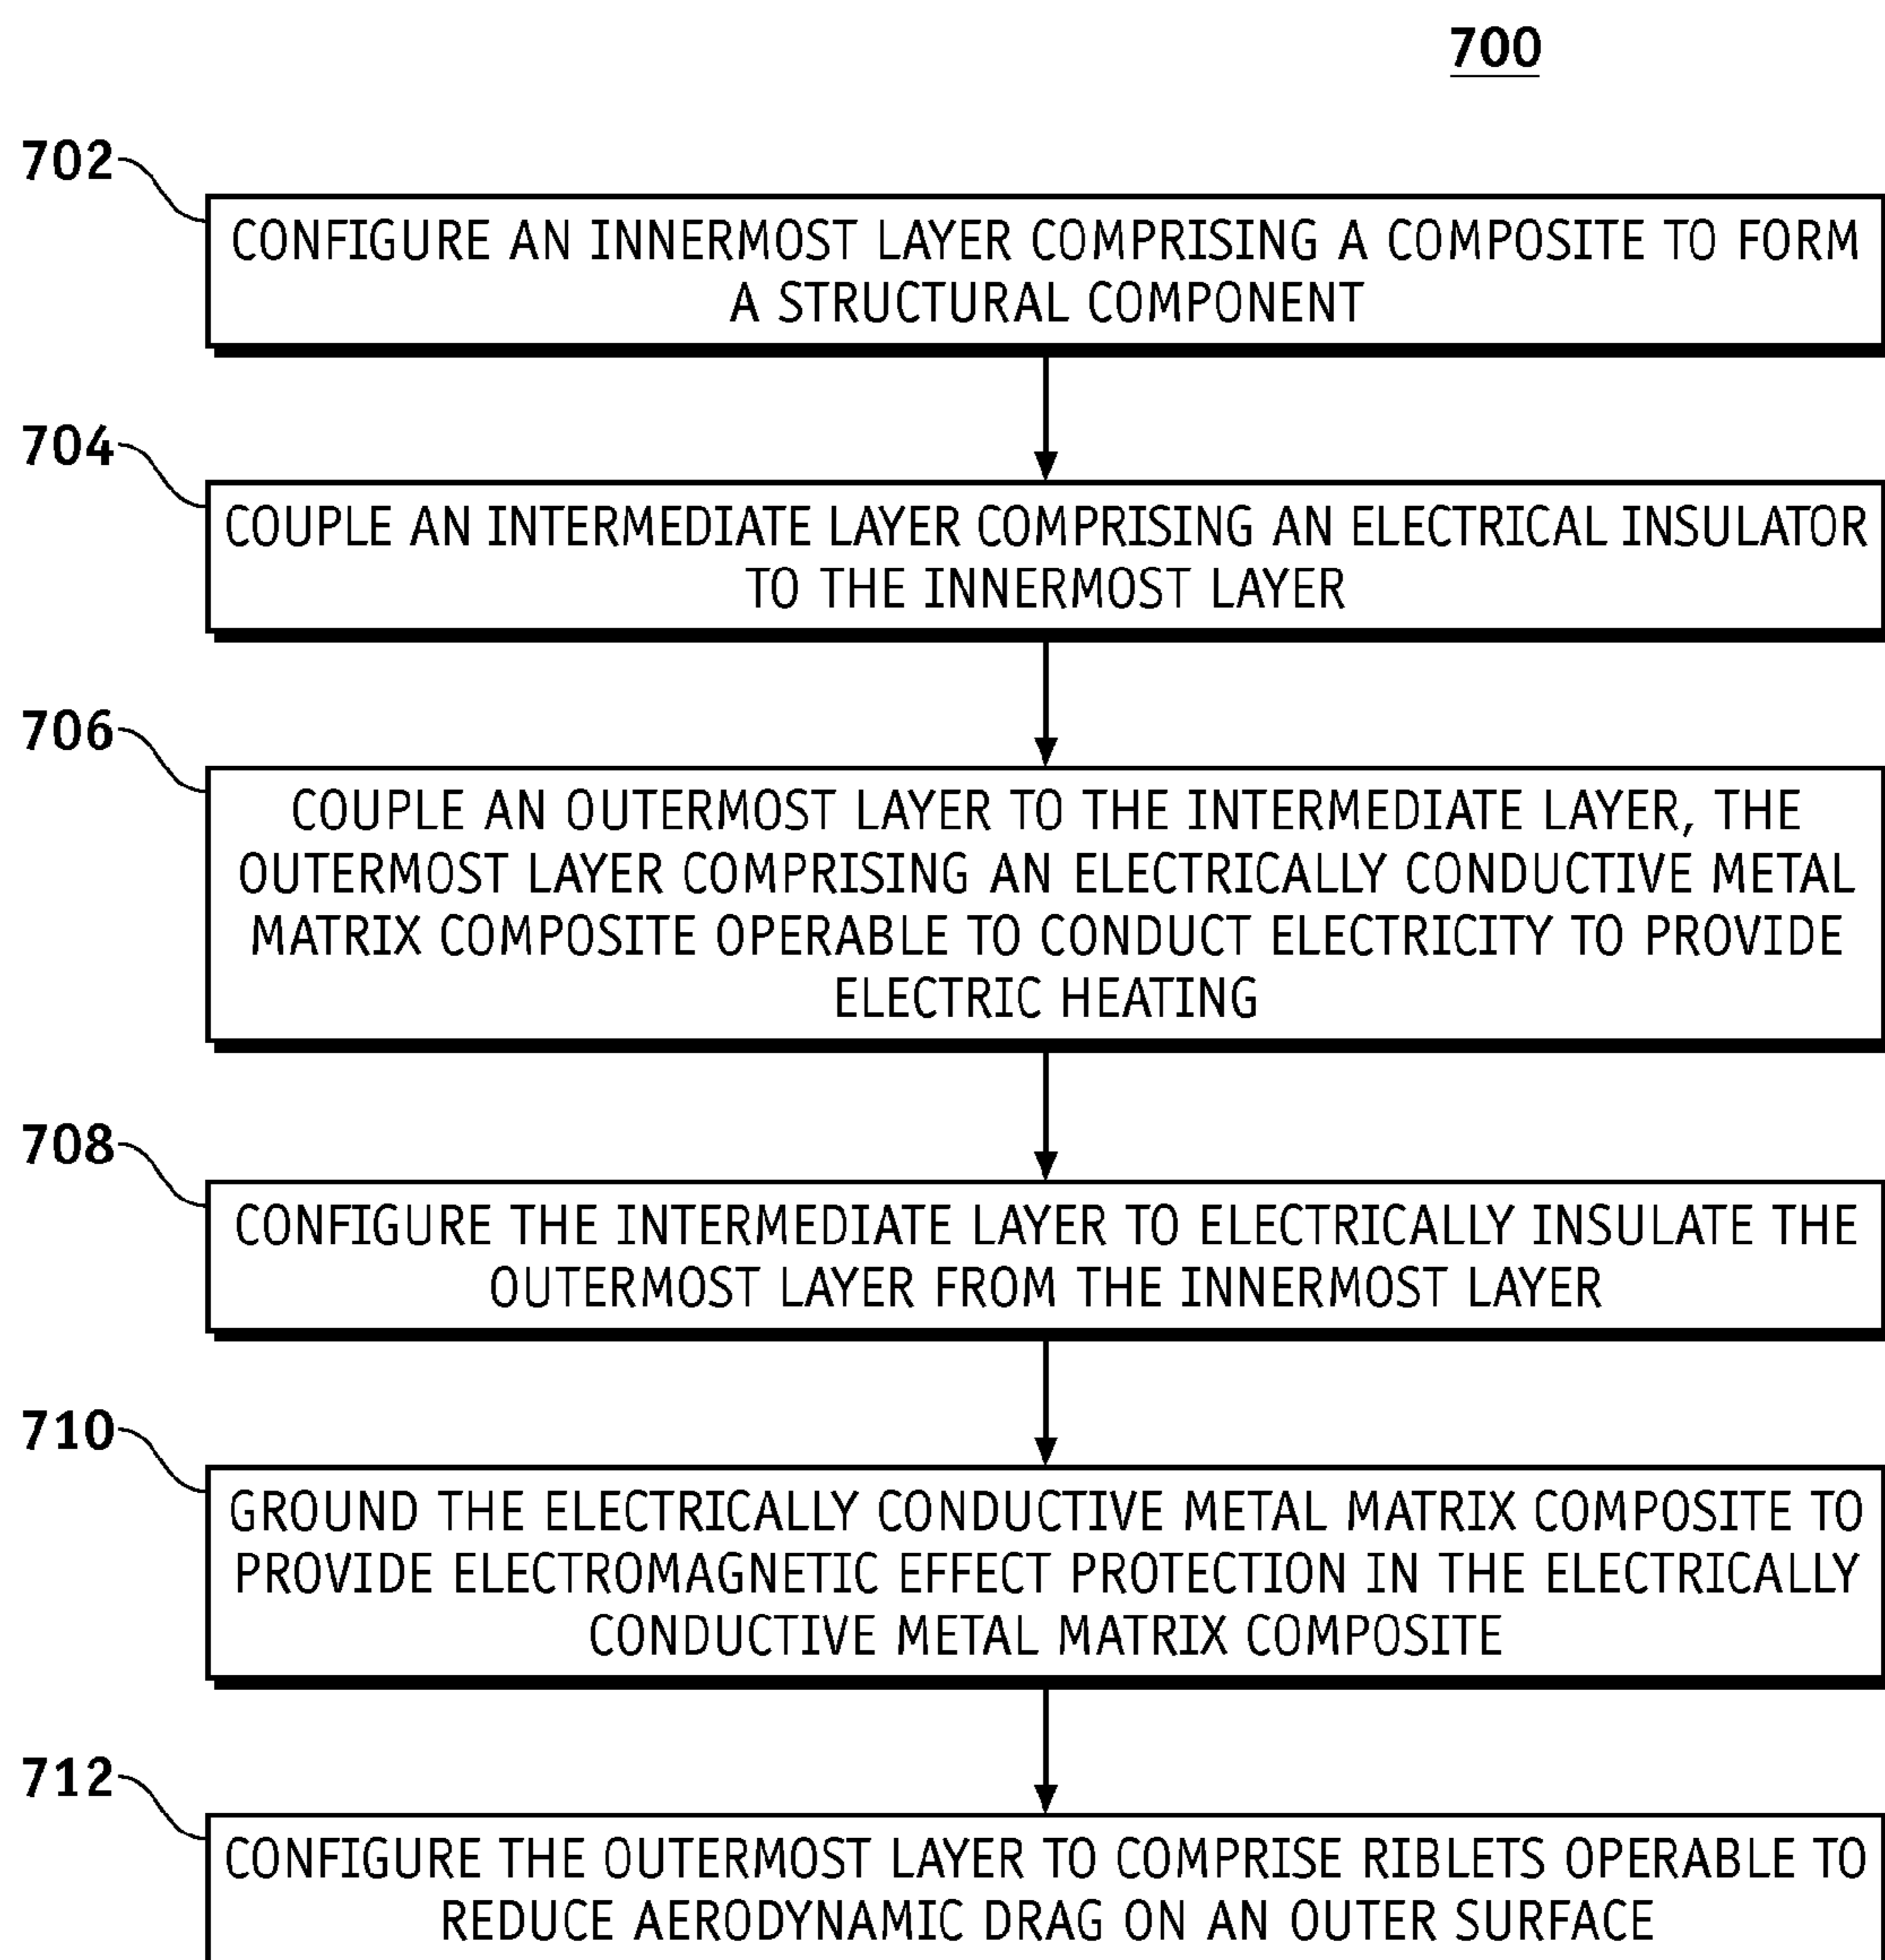 700
702
CONFIGURE AN INNERMOST LAYER COMPRISING A COMPOSITE TO FORM
A STRUCTURAL COMPONENT
704
COUPLE AN INTERMEDIATE LAYER COMPRISING AN ELECTRICAL INSULATOR
TO THE INNERMOST LAYER
706
COUPLE AN OUTERMOST LAYER TO THE INTERMEDIATE LAYER, THE
OUTERMOST LAYER COMPRISING AN ELECTRICALLY CONDUCTIVE METAL
MATRIX COMPOSITE OPERABLE TO CONDUCT ELECTRICITY TO PROVIDE
ELECTRIC HEATING
708
CONFIGURE THE INTERMEDIATE LAYER TO ELECTRICALLY INSULATE THE
OUTERMOST LAYER FROM THE INNERMOST LAYER
710
GROUND THE ELECTRICALLY CONDUCTIVE METAL MATRIX COMPOSITE TO
PROVIDE ELECTROMAGNETIC EFFECT PROTECTION IN THE ELECTRICALLY
CONDUCTIVE METAL MATRIX COMPOSITE
712
CONFIGURE THE OUTERMOST LAYER TO COMPRISE RIBLETS OPERABLE TO
REDUCE AERODYNAMIC DRAG ON AN OUTER SURFACE